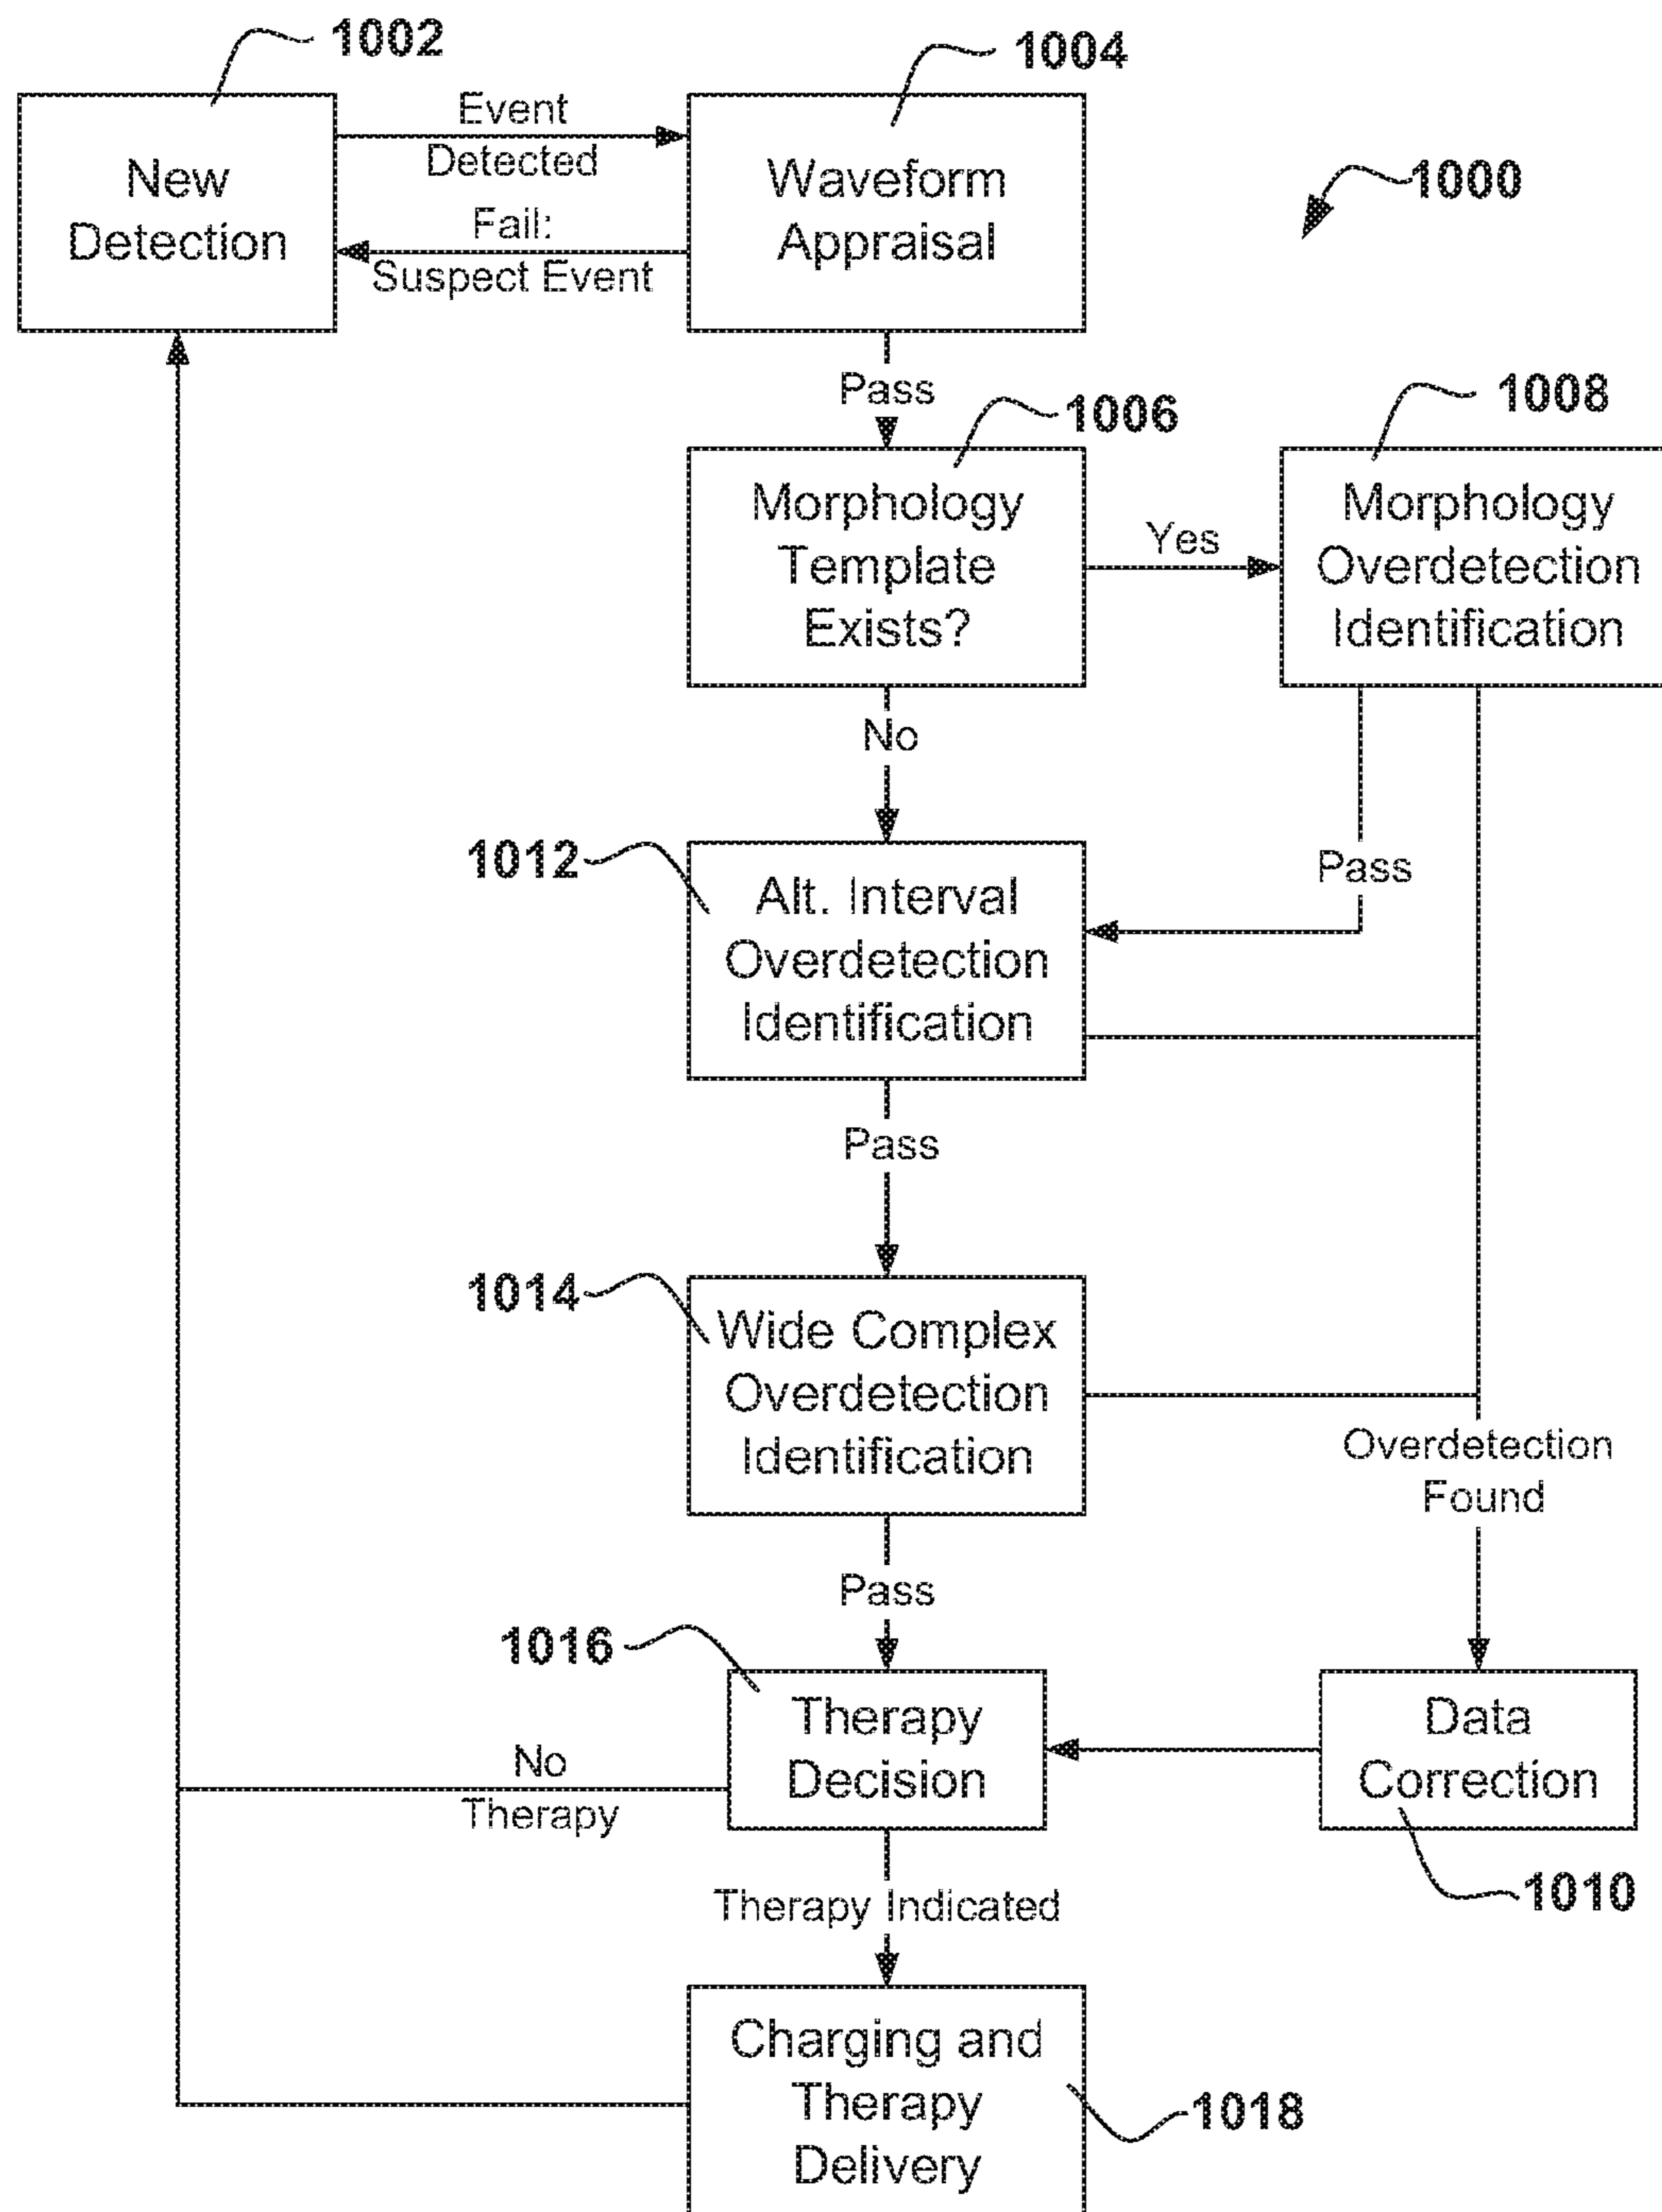 1002
1004
Event
Detected
New
Detection
Waveform
Appraisal
1000
Fail:
Suspect Event
Pass
1006
1008
Morphology
Template
Exists?
Yes
Morphology
Overdetection
Identification
No
Pass
1012
Alt. Interval
Overdetection
Identification
Pass
1014
Wide Complex
Overdetection
Identification
Overdetection
Found
Pass
1016
Therapy
Decision
Data
Correction
No
Therapy
1010
Therapy Indicated
Charging and
Therapy
Delivery
1018